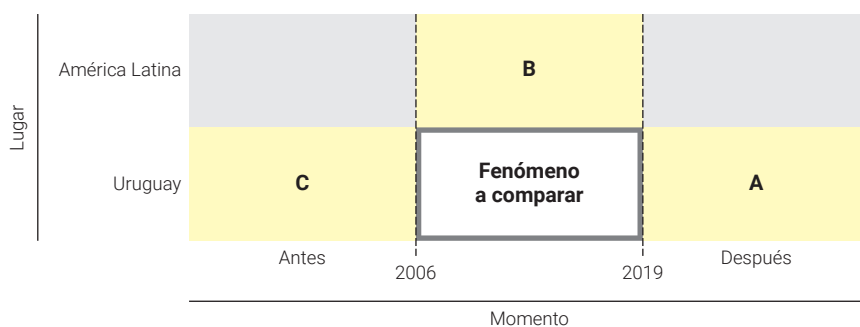 Lugar
América Latina
B
Uruguay
C
Fenómeno
a comparar
A
Antes
2006
2019
Después
Momento